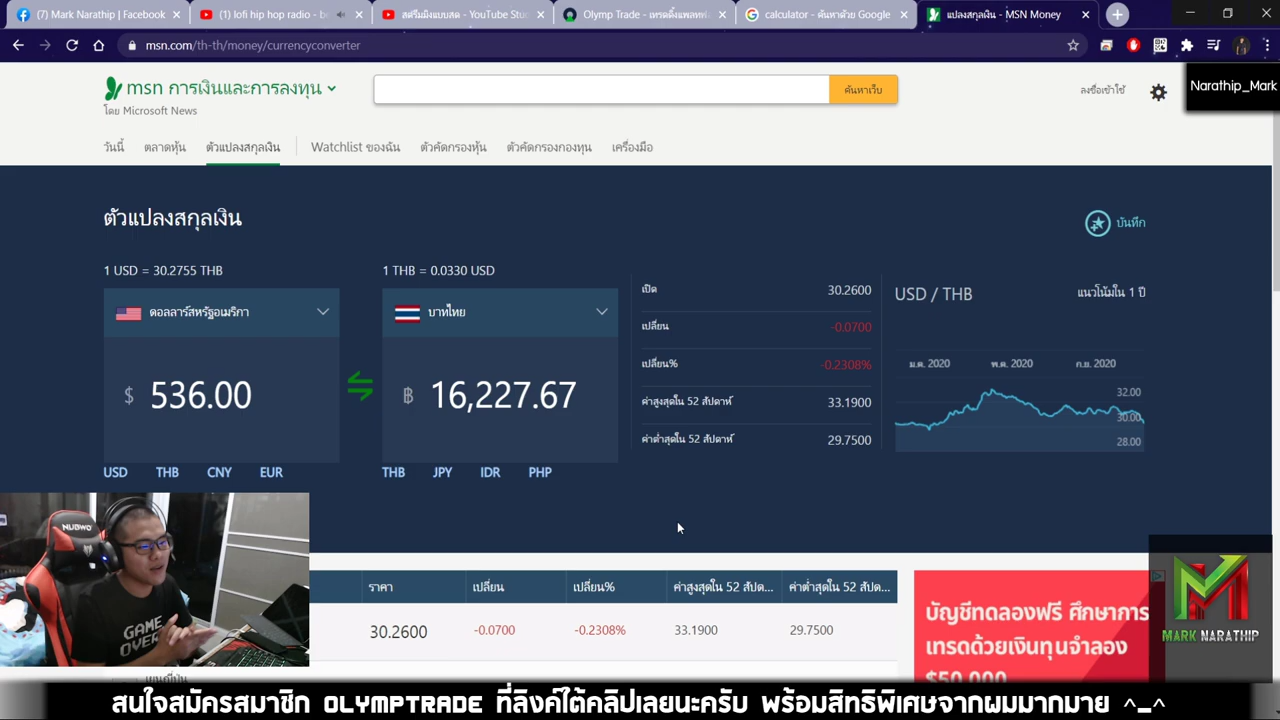 (7) Mark Narathip | Facebook
(1) lofi hip hop radio - b
สตรีมมิงแบบสด - YouTube Stu
Olymp Trade - เทรดดิ้งแพลทฟ
calculator - ค้นหาด้วย Google
แปลงสกุลเงิน - MSN Money
msn.com/th-th/money/currencyconverter
msn การเงินและการลงทุน
โดย Microsoft News
ค้นหาเว็บ
ลงชื่อเข้าใช้
Narathip_Mark
วันนี้ ตลาดหุ้น ตัวแปลงสกุลเงิน Watchlist ของฉัน ตัวคัดกรองหุ้น ตัวคัดกรองกองทุน เครื่องมือ
ตัวแปลงสกุลเงิน
บันทึก
1 USD = 30.2755 THB
1 THB = 0.0330 USD
ดอลลาร์สหรัฐอเมริกา
บาทไทย
$ 536.00
฿ 16,227.67
USD THB CNY EUR
THB JPY IDR PHP
เปิด 30.2600
เปลี่ยน -0.0700
เปลี่ยน% -0.2308%
ค่าสูงสุดใน 52 สัปดาห์ 33.1900
ค่าต่ำสุดใน 52 สัปดาห์ 29.7500
USD / THB
แนวโน้มใน 1 ปี
ม.ค. 2020 พ.ค. 2020 ก.ย. 2020
32.00
30.00
28.00
ราคา เปลี่ยน เปลี่ยน% ค่าสูงสุดใน 52 สัปด... ค่าต่ำสุดใน 52 สัปด...
30.2600 -0.0700 -0.2308% 33.1900 29.7500
เยนญี่ปุ่น
บัญชีทดลองฟรี ศึกษาการ
เทรดด้วยเงินทุนจำลอง
$50,000
NUBWO
GAME
OVER
MARK NARATHIP
สนใจสมัครสมาชิก OLYMPTRADE ที่ลิงค์ใต้คลิปเลยนะครับ พร้อมสิทธิพิเศษจากผมมากมาย ^_^